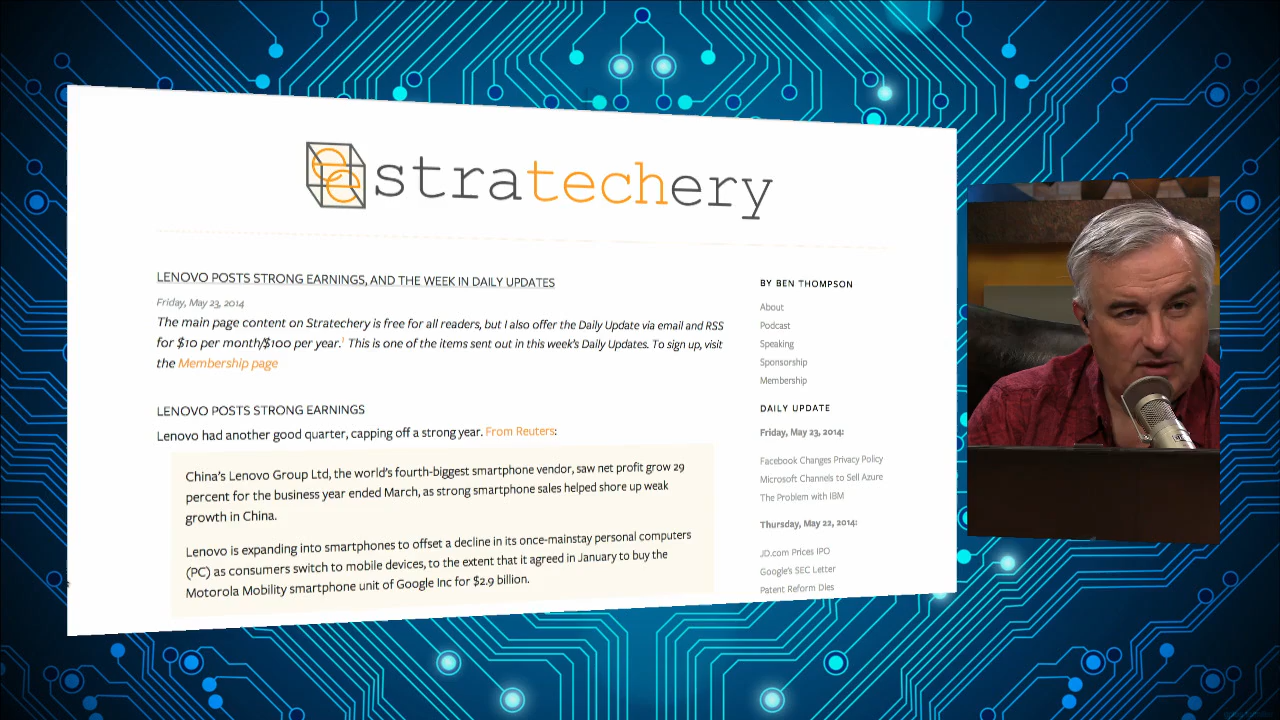 stratechery
LENOVO POSTS STRONG EARNINGS, AND THE WEEK IN DAILY UPDATES
Friday, May 23, 2014
The main page content on Stratechery is free for all readers, but I also offer the Daily Update via email and RSS
for $10 per month/$100 per year.1 This is one of the items sent out in this week's Daily Updates. To sign up, visit
the Membership page
LENOVO POSTS STRONG EARNINGS
Lenovo had another good quarter, capping off a strong year. From Reuters:
China's Lenovo Group Ltd, the world's fourth-biggest smartphone vendor, saw net profit grow 29
percent for the business year ended March, as strong smartphone sales helped shore up weak
growth in China.
Lenovo is expanding into smartphones to offset a decline in its once-mainstay personal computers
(PC) as consumers switch to mobile devices, to the extent that it agreed in January to buy the
Motorola Mobility smartphone unit of Google Inc for $2.9 billion.
BY BEN THOMPSON
About
Podcast
Speaking
Sponsorship
Membership
DAILY UPDATE
Friday, May 23, 2014:
Facebook Changes Privacy Policy
Microsoft Channels to Sell Azure
The Problem with IBM
Thursday, May 22, 2014:
JD.com Prices IPO
Google's SEC Letter
Patent Reform Dies